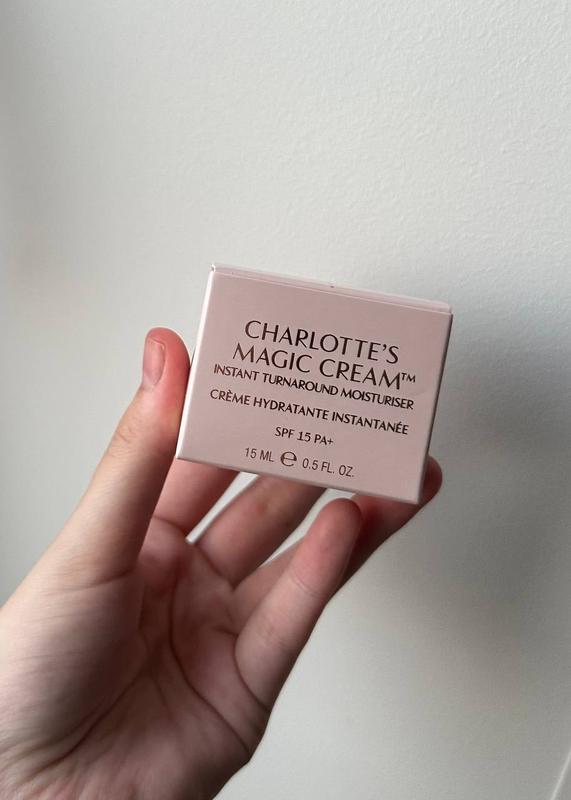 CHARLOTTE'S
MAGIC CREAM™
INSTANT TURNAROUND MOISTURISER
CRÈME HYDRATANTE INSTANTANÉE
SPF 15 PA+
15 ML ℮ 0.5 FL. OZ.